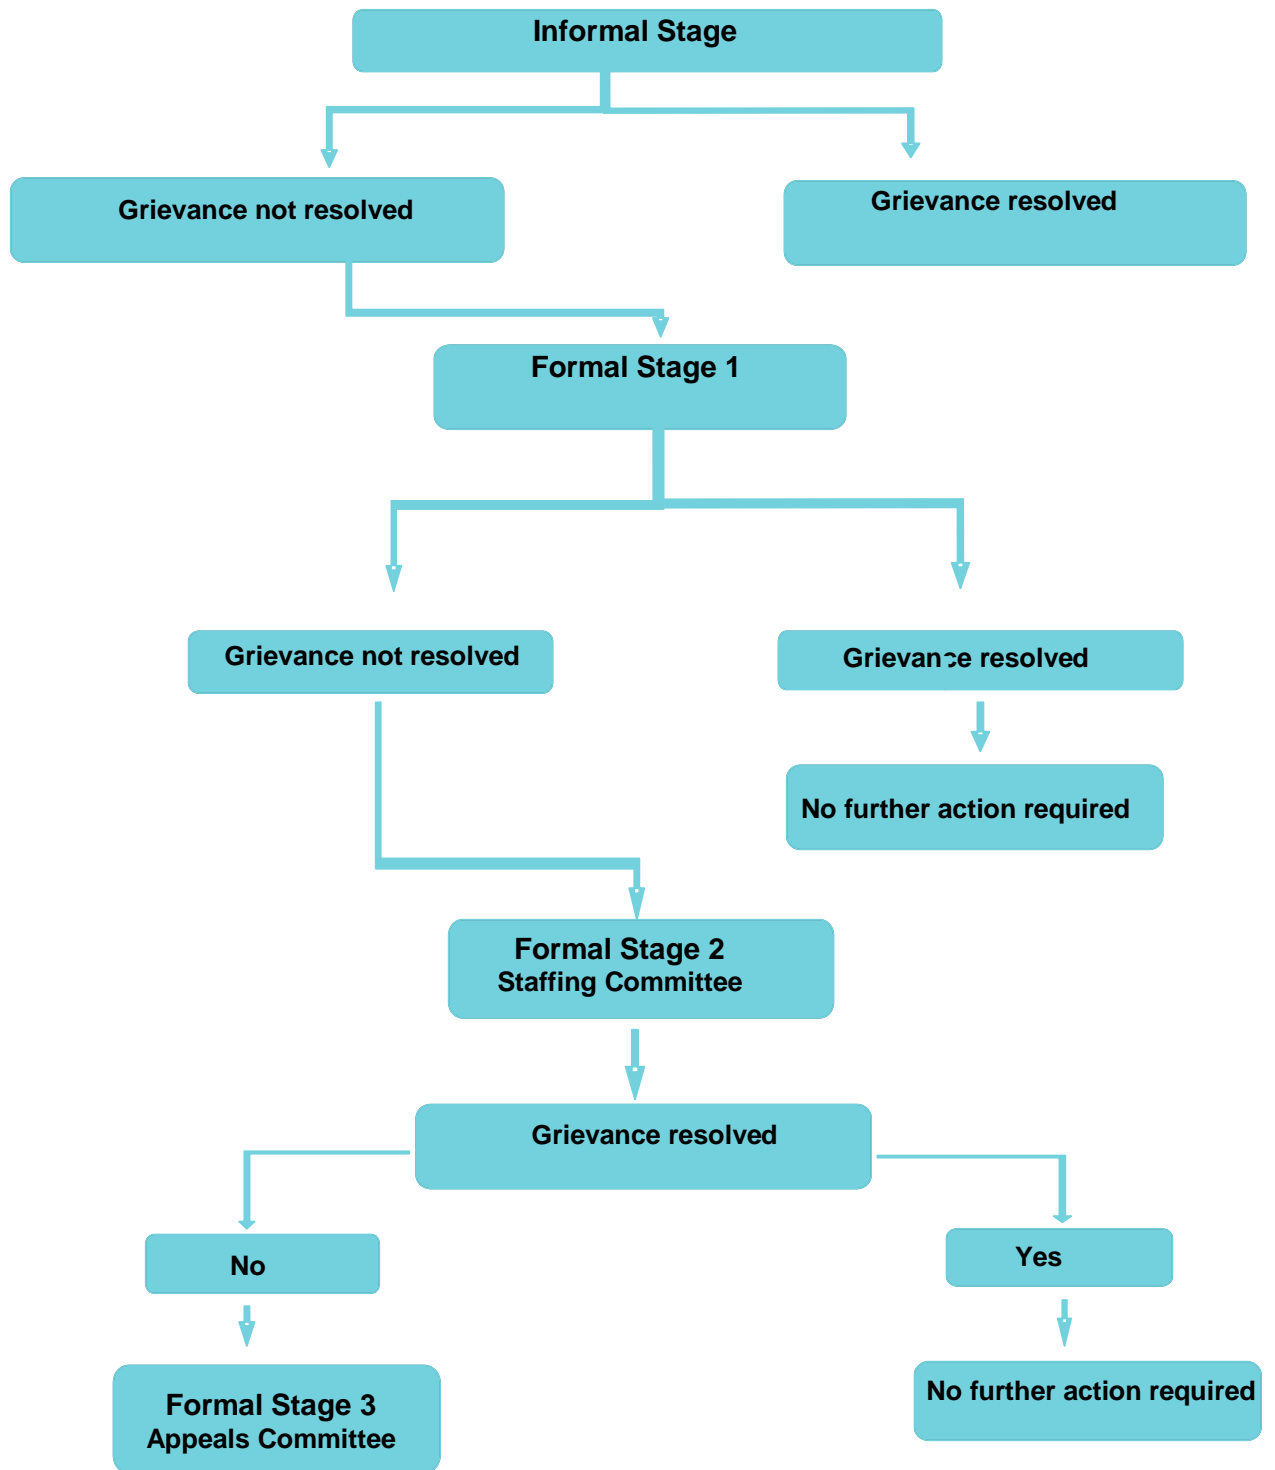 Informal Stage
Grievance not resolved
Grievance resolved
Formal Stage 1
Grievance not resolved
Grievance resolved
No further action required
Formal Stage 2
Staffing Committee
Grievance resolved
No
Yes
Formal Stage 3
Appeals Committee
No further action required